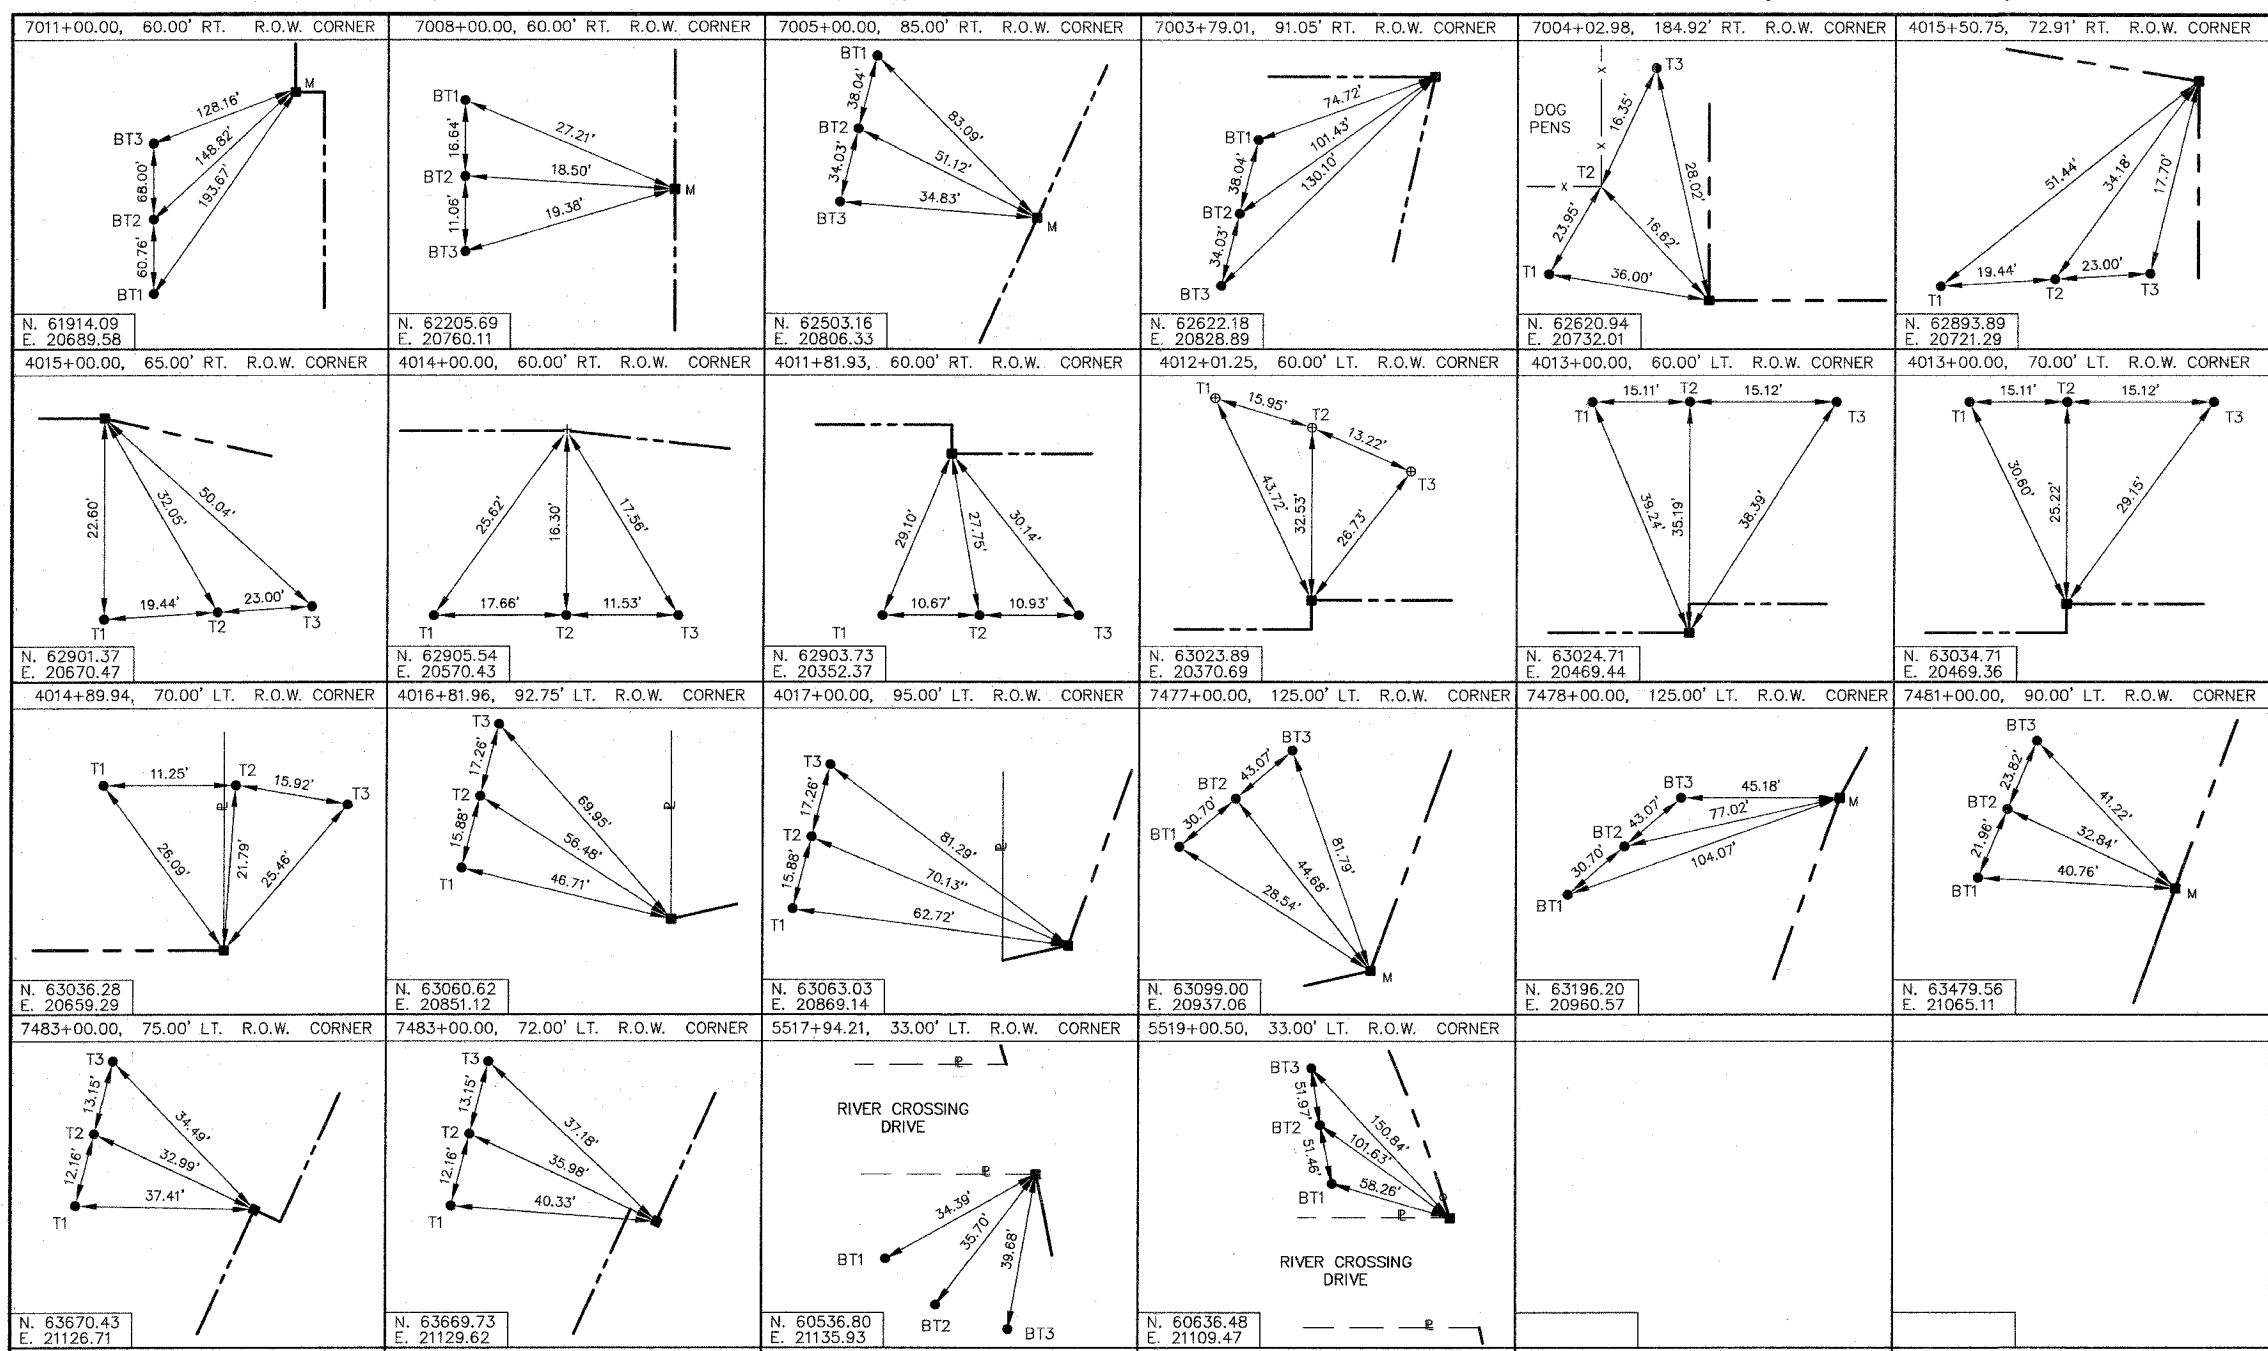 7011+00.00, 60.00' RT. R.O.W. CORNER
M
128.16'
BT3
148.82'
193.67'
68.00'
BT2
60.76'
BT1
N. 61914.09
E. 20689.58
7008+00.00, 60.00' RT. R.O.W. CORNER
BT1
27.21'
16.64'
BT2
18.50'
M
11.06'
19.38'
BT3
N. 62205.69
E. 20760.11
7005+00.00, 85.00' RT. R.O.W. CORNER
BT1
38.04'
83.09'
BT2
51.12'
34.03'
34.83'
BT3
M
N. 62503.16
E. 20806.33
7003+79.01, 91.05' RT. R.O.W. CORNER
74.72'
BT1
101.43'
130.10'
38.04'
BT2
34.03'
BT3
N. 62622.18
E. 20828.89
7004+02.98, 184.92' RT. R.O.W. CORNER
X
T3
DOG
PENS
16.35'
X
T2
28.02'
X
23.95'
16.62'
T1
36.00'
N. 62620.94
E. 20732.01
4015+50.75, 72.91' RT. R.O.W. CORNER
51.44'
34.18'
17.70'
19.44'
23.00'
T1
T2
T3
N. 62893.89
E. 20721.29
4015+00.00, 65.00' RT. R.O.W. CORNER
22.60'
32.05'
50.04'
19.44'
23.00'
T1
T2
T3
N. 62901.37
E. 20670.47
4014+00.00, 60.00' RT. R.O.W. CORNER
25.62'
16.30'
17.56'
17.66'
11.53'
T1
T2
T3
N. 62905.54
E. 20570.43
4011+81.93, 60.00' RT. R.O.W. CORNER
29.10'
27.75'
30.14'
10.67'
10.93'
T1
T2
T3
N. 62903.73
E. 20352.37
4012+01.25, 60.00' LT. R.O.W. CORNER
T1
15.95'
T2
13.22'
T3
43.72'
32.53'
26.73'
N. 63023.89
E. 20370.69
4013+00.00, 60.00' LT. R.O.W. CORNER
15.11'
T2
15.12'
T1
T3
39.24'
35.19'
38.39'
N. 63024.71
E. 20469.44
4013+00.00, 70.00' LT. R.O.W. CORNER
15.11'
T2
15.12'
T1
T3
30.60'
25.22'
29.15'
N. 63034.71
E. 20469.36
4014+89.94, 70.00' LT. R.O.W. CORNER
T1
11.25'
T2
15.92'
T3
PL
26.09'
21.79'
25.46'
N. 63036.28
E. 20659.29
4016+81.96, 92.75' LT. R.O.W. CORNER
T3
17.26'
T2
69.95'
PL
15.88'
56.48'
T1
46.71'
N. 63060.62
E. 20851.12
4017+00.00, 95.00' LT. R.O.W. CORNER
T3
17.26'
T2
81.29'
PL
15.88'
70.13"
T1
62.72'
N. 63063.03
E. 20869.14
7477+00.00, 125.00' LT. R.O.W. CORNER
BT3
43.07'
BT2
30.70'
BT1
81.79'
44.68'
28.54'
M
N. 63099.00
E. 20937.06
7478+00.00, 125.00' LT. R.O.W. CORNER
BT3
45.18'
M
43.07'
77.02'
BT2
30.70'
104.07'
BT1
N. 63196.20
E. 20960.57
7481+00.00, 90.00' LT. R.O.W. CORNER
BT3
23.82'
41.22'
BT2
32.84'
21.96'
BT1
40.76'
M
N. 63479.56
E. 21065.11
7483+00.00, 75.00' LT. R.O.W. CORNER
T3
13.15'
34.49'
T2
32.99'
12.16'
37.41'
T1
N. 63670.43
E. 21126.71
7483+00.00, 72.00' LT. R.O.W. CORNER
T3
13.15'
37.18'
T2
35.98'
12.16'
40.33'
T1
N. 63669.73
E. 21129.62
5517+94.21, 33.00' LT. R.O.W. CORNER
PL
RIVER CROSSING
DRIVE
PL
34.39'
35.70'
39.68'
BT1
BT2
BT3
N. 60536.80
E. 21135.93
5519+00.50, 33.00' LT. R.O.W. CORNER
BT3
51.97'
150.84'
BT2
101.63'
51.46'
58.26'
BT1
PL
RIVER CROSSING
DRIVE
PL
N. 60636.48
E. 21109.47